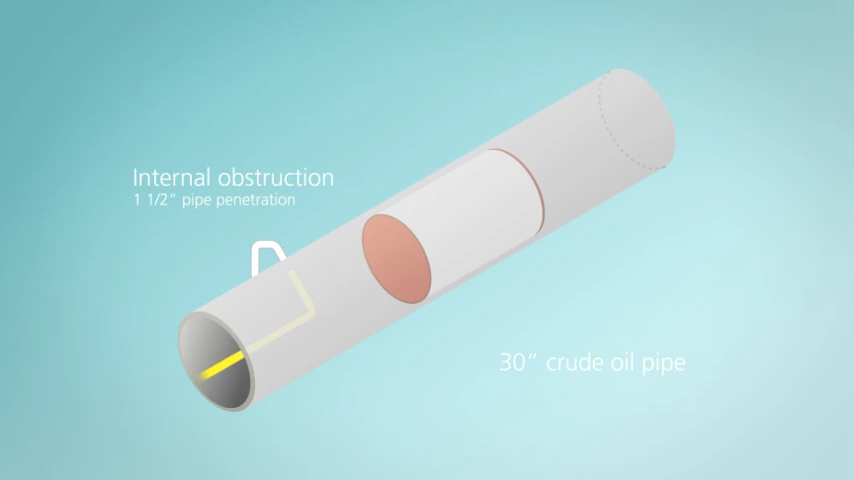 Internal obstruction
1 1/2” pipe penetration
30” crude oil pipe